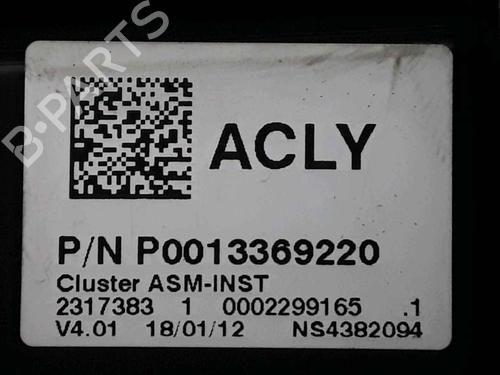 B-PARTS
ACLY
P/N P0013369220
Cluster ASM-INST
2317383 1 0002299165 .1
V4.01 18/01/12 NS4382094